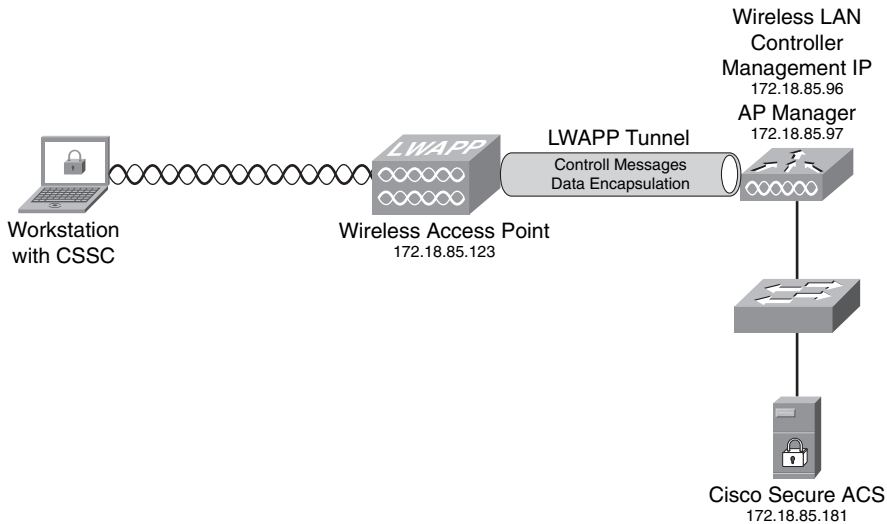 Wireless LAN
Controller
Management IP
172.18.85.96
AP Manager
172.18.85.97
LWAPP
LWAPP Tunnel
Controll Messages
Data Encapsulation
Workstation
with CSSC
Wireless Access Point
172.18.85.123
Cisco Secure ACS
172.18.85.181